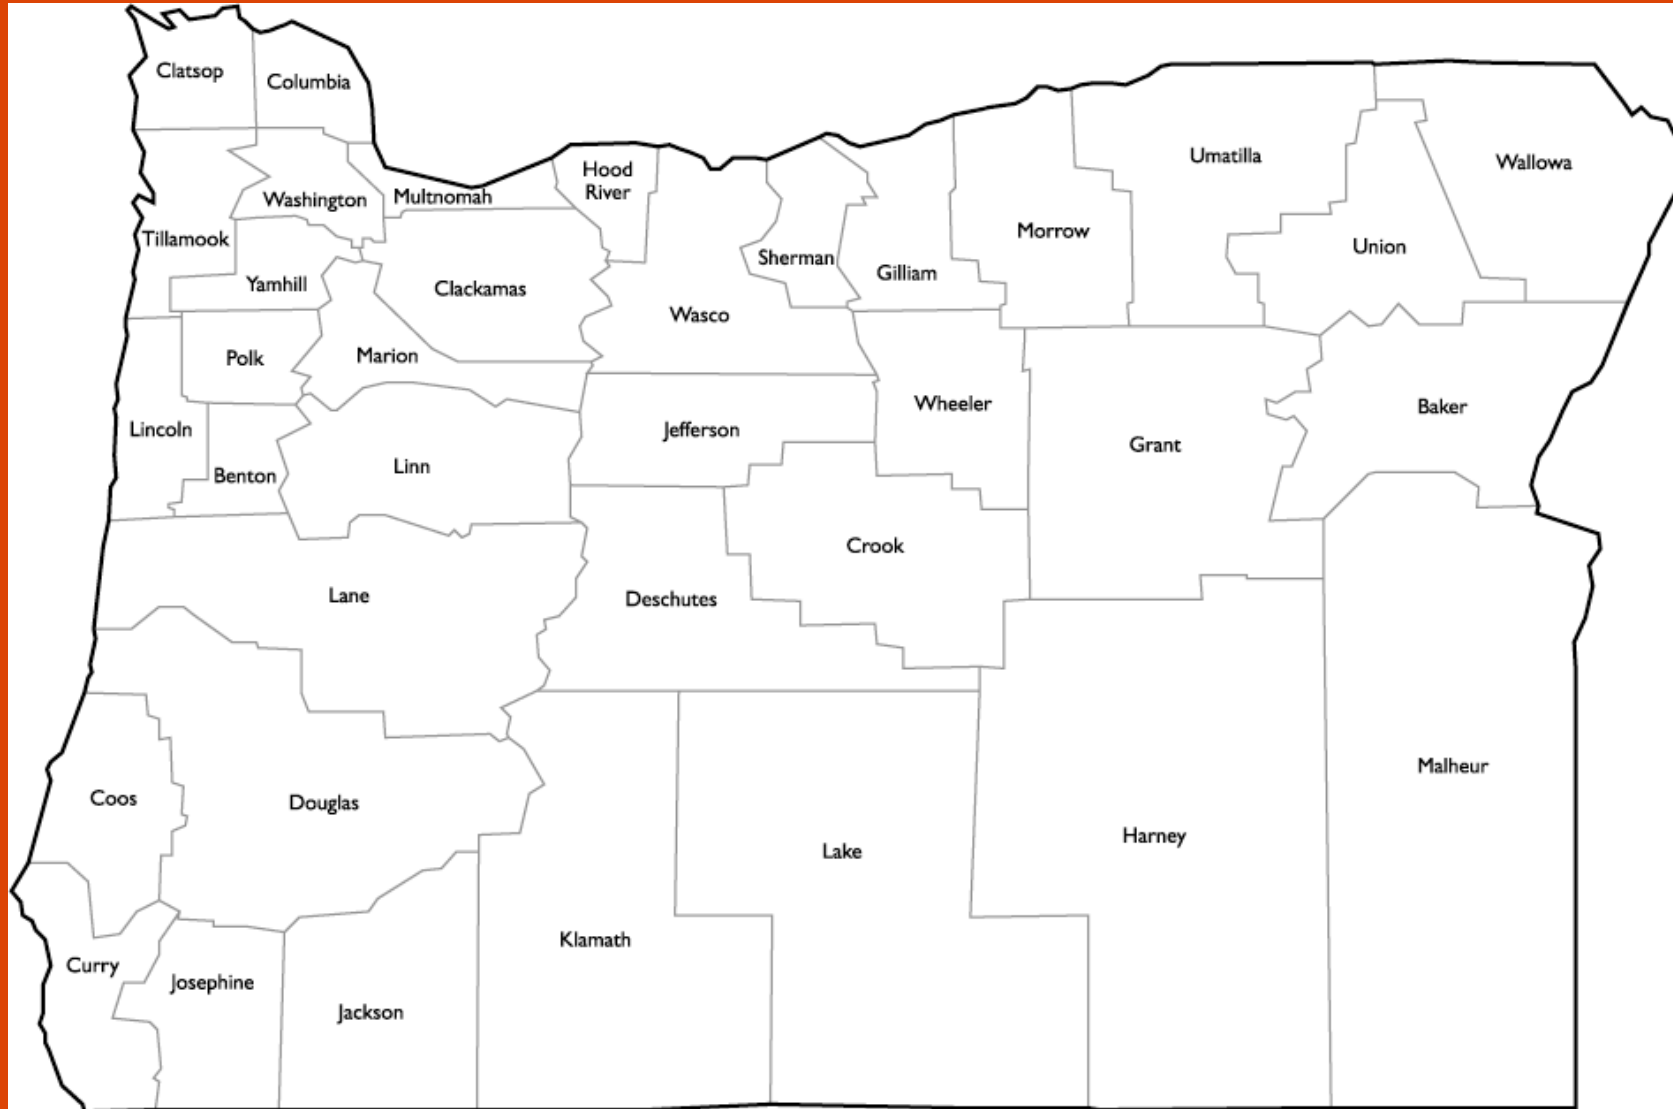 Clatsop
Columbia
Hood
River
Umatilla
Wallowa
Washington
Multnomah
Tillamook
Morrow
Union
Sherman
Gilliam
Yamhill
Clackamas
Wasco
Polk
Marion
Wheeler
Baker
Lincoln
Jefferson
Grant
Linn
Benton
Crook
Lane
Deschutes
Malheur
Coos
Douglas
Harney
Lake
Klamath
Curry
Josephine
Jackson